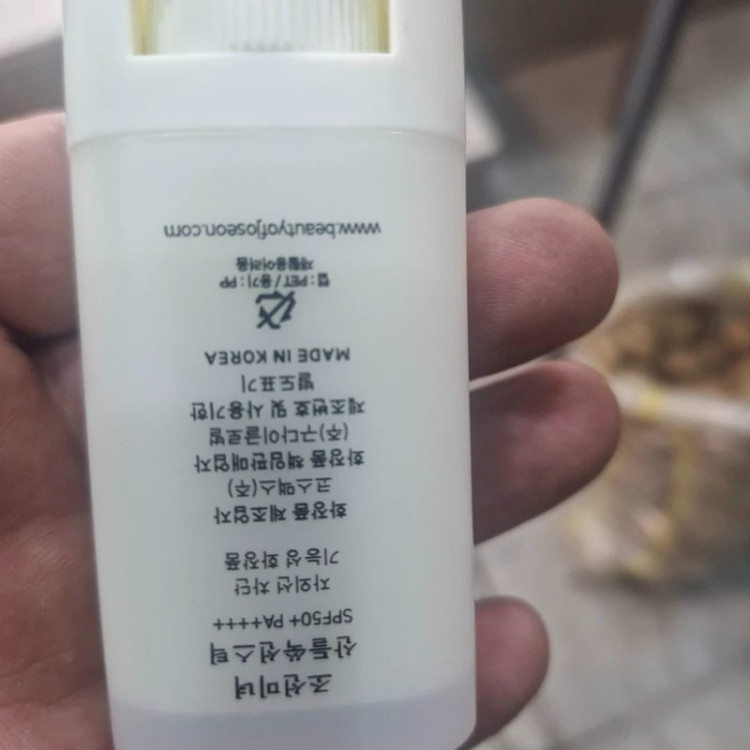 조선미녀
산들쑥선스틱
SPF50+ PA++++
자외선 차단
기능성 화장품
화장품 제조업자
코스맥스(주)
화장품 책임판매업자
(주)구다이글로벌
제조번호 및 사용기한
별도표기
MADE IN KOREA
캡 : PET / 용기 : PP
재활용어려움
www.beautyofjoseon.com